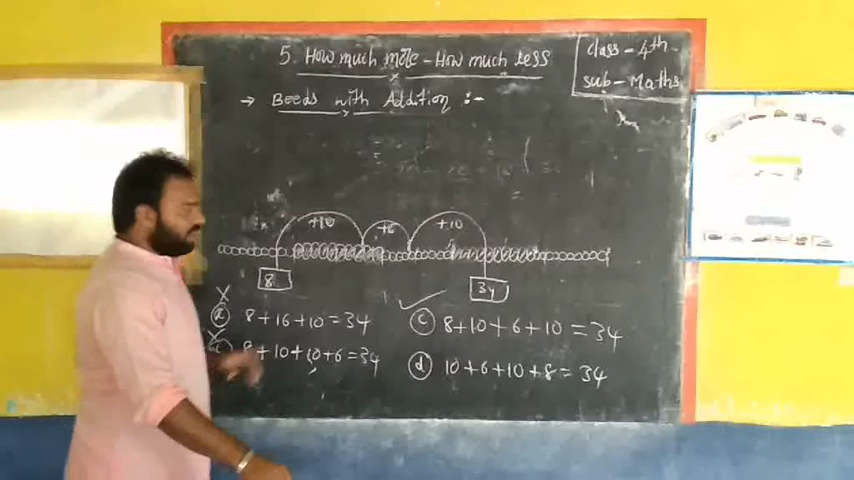 5. How much more - How much less
class - 4th
sub - Maths
→ Beeds with Addition :-
+10 +6 +10
8 34
ⓐ 8+16+10=34
ⓒ 8+10+6+10=34
8+10+10+6=34
ⓓ 10+6+10+8=34